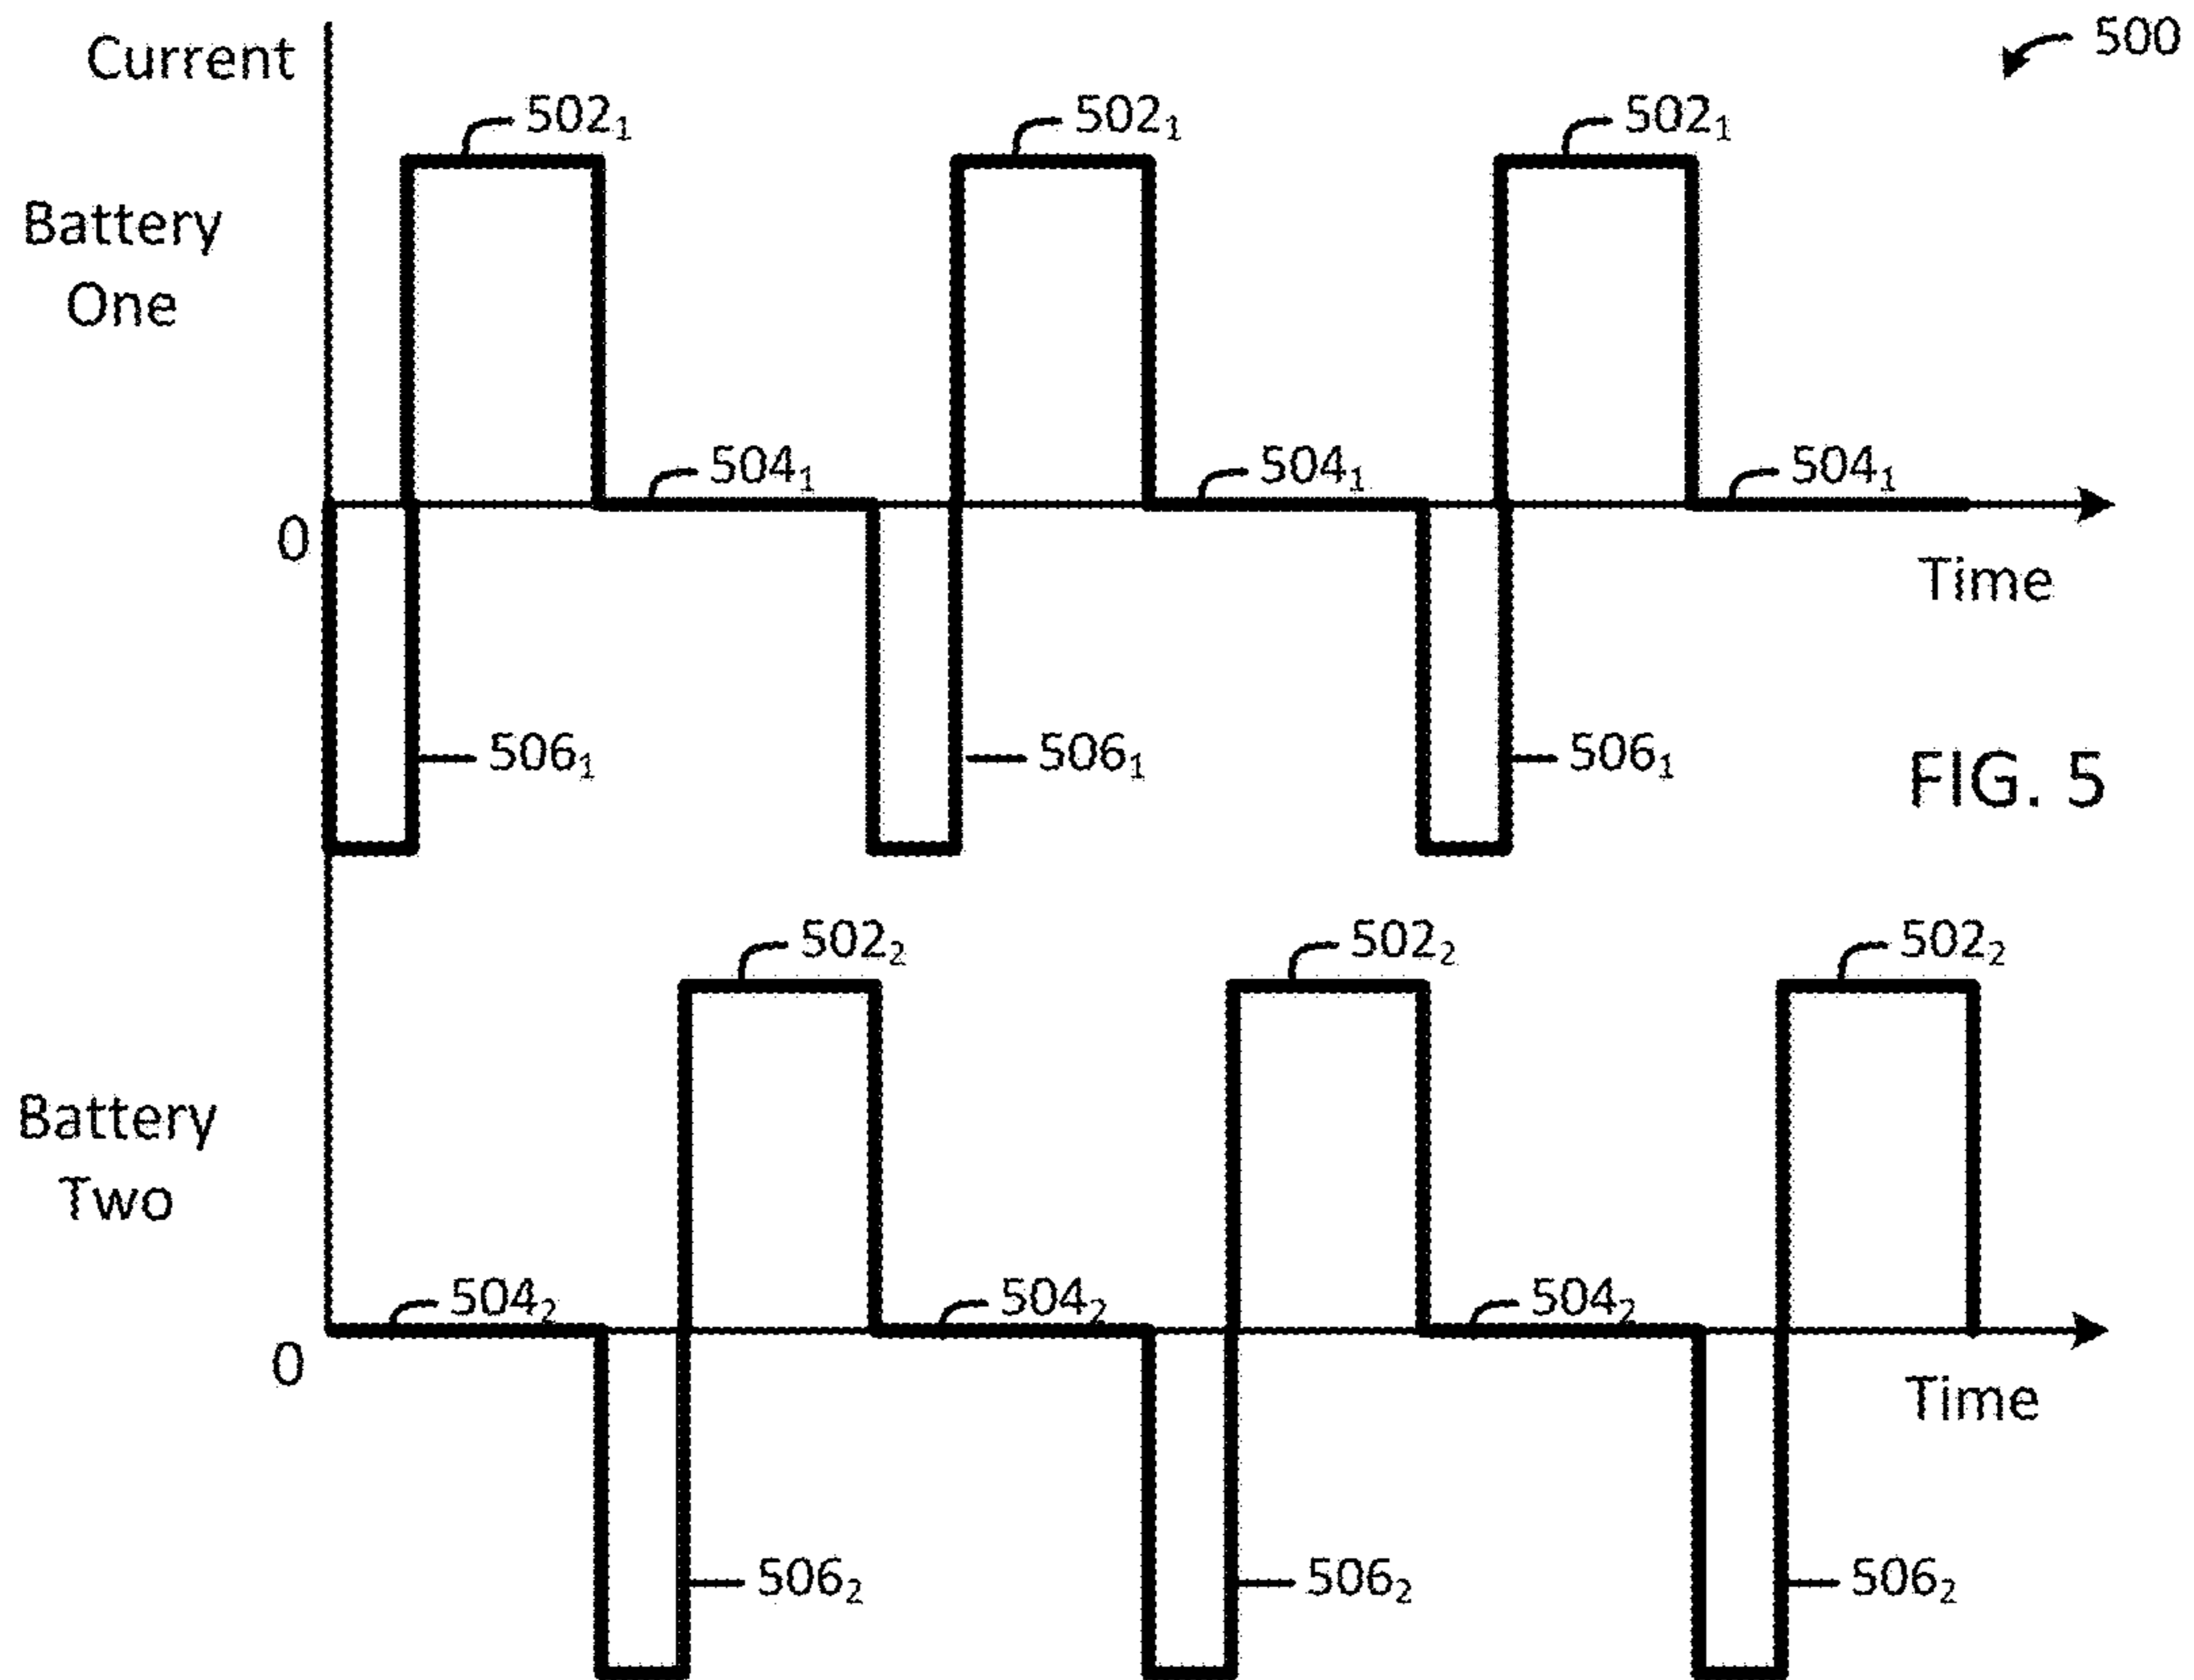 Current
500
502₁ 502₁ 502₁
Battery
One
504₁ 504₁ 504₁
0
Time
506₁ 506₁ 506₁
FIG. 5
502₂ 502₂ 502₂
Battery
Two
504₂ 504₂ 504₂
0
Time
506₂ 506₂ 506₂